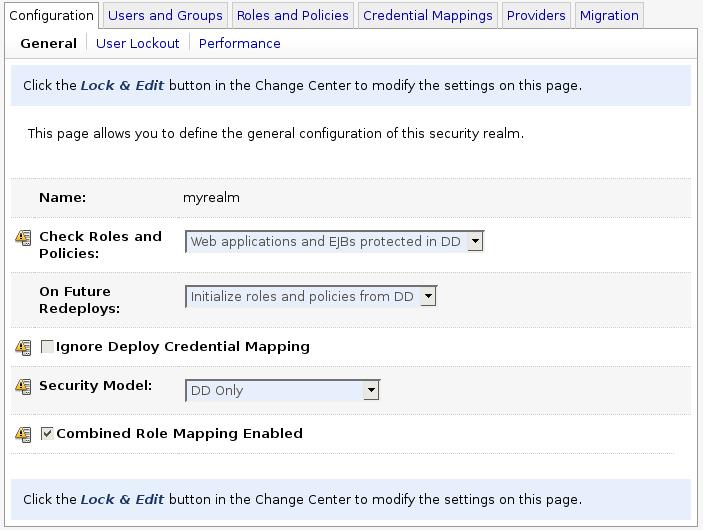 Configuration Users and Groups Roles and Policies Credential Mappings Providers Migration
General User Lockout Performance
Click the Lock & Edit button in the Change Center to modify the settings on this page.
This page allows you to define the general configuration of this security realm.
Name: myrealm
Check Roles and Policies: Web applications and EJBs protected in DD
On Future Redeploys: Initialize roles and policies from DD
Ignore Deploy Credential Mapping
Security Model: DD Only
Combined Role Mapping Enabled
Click the Lock & Edit button in the Change Center to modify the settings on this page.